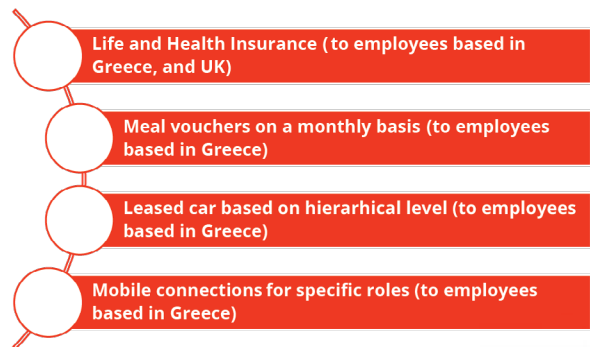 Life and Health Insurance (to employees based in
Greece, and UK)
Meal vouchers on a monthly basis (to employees
based in Greece)
Leased car based on hierarhical level (to employees
based in Greece)
Mobile connections for specific roles (to employees
based in Greece)